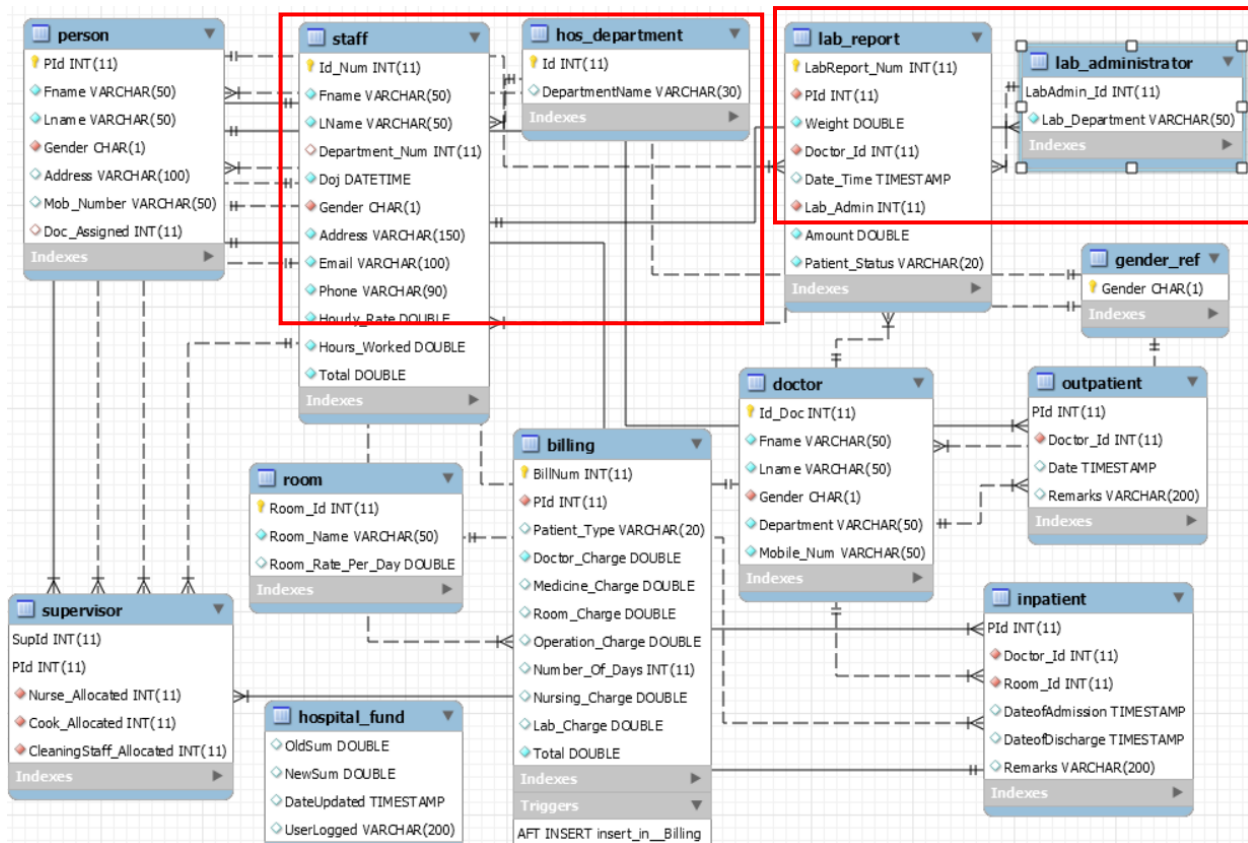 person
PId INT(11)
Fname VARCHAR(50)
Lname VARCHAR(50)
Gender CHAR(1)
Address VARCHAR(100)
Mob_Number VARCHAR(50)
Doc_Assigned INT(11)
Indexes
staff
Id_Num INT(11)
Fname VARCHAR(50)
LName VARCHAR(50)
Department_Num INT(11)
Doj DATETIME
Gender CHAR(1)
Address VARCHAR(150)
Email VARCHAR(100)
Phone VARCHAR(90)
Hourly_Rate DOUBLE
Hours_Worked DOUBLE
Total DOUBLE
Indexes
hos_department
Id INT(11)
DepartmentName VARCHAR(30)
Indexes
lab_report
LabReport_Num INT(11)
PId INT(11)
Weight DOUBLE
Doctor_Id INT(11)
Date_Time TIMESTAMP
Lab_Admin INT(11)
Amount DOUBLE
Patient_Status VARCHAR(20)
Indexes
lab_administrator
LabAdmin_Id INT(11)
Lab_Department VARCHAR(50)
Indexes
gender_ref
Gender CHAR(1)
Indexes
doctor
Id_Doc INT(11)
Fname VARCHAR(50)
Lname VARCHAR(50)
Gender CHAR(1)
Department VARCHAR(50)
Mobile_Num VARCHAR(50)
Indexes
outpatient
PId INT(11)
Doctor_Id INT(11)
Date TIMESTAMP
Remarks VARCHAR(200)
Indexes
room
Room_Id INT(11)
Room_Name VARCHAR(50)
Room_Rate_Per_Day DOUBLE
Indexes
billing
BillNum INT(11)
PId INT(11)
Patient_Type VARCHAR(20)
Doctor_Charge DOUBLE
Medicine_Charge DOUBLE
Room_Charge DOUBLE
Operation_Charge DOUBLE
Number_Of_Days INT(11)
Nursing_Charge DOUBLE
Lab_Charge DOUBLE
Total DOUBLE
Indexes
Triggers
AFT INSERT insert_in__Billing
supervisor
SupId INT(11)
PId INT(11)
Nurse_Allocated INT(11)
Cook_Allocated INT(11)
CleaningStaff_Allocated INT(11)
Indexes
hospital_fund
OldSum DOUBLE
NewSum DOUBLE
DateUpdated TIMESTAMP
UserLogged VARCHAR(200)
inpatient
PId INT(11)
Doctor_Id INT(11)
Room_Id INT(11)
DateofAdmission TIMESTAMP
DateofDischarge TIMESTAMP
Remarks VARCHAR(200)
Indexes